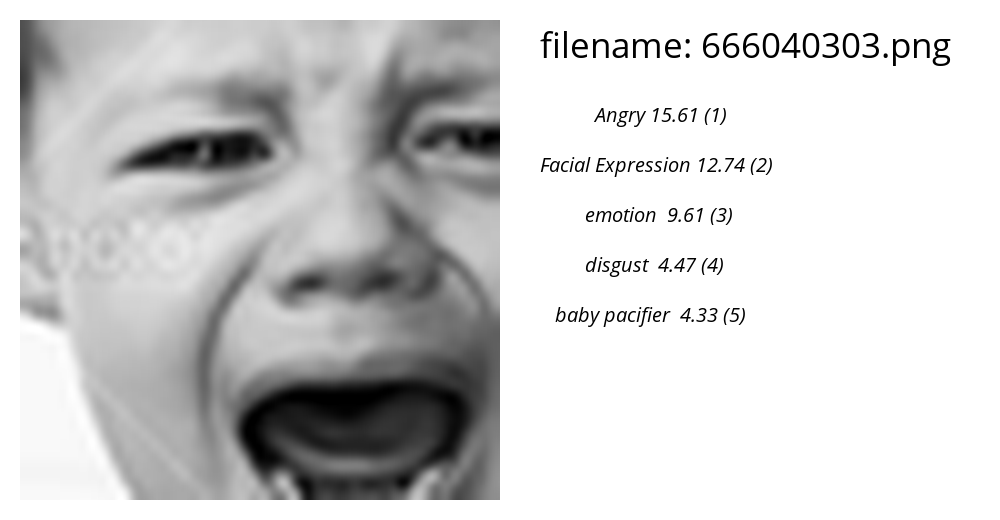 filename: 666040303.png
Angry 15.61 (1)
Facial Expression 12.74 (2)
emotion 9.61 (3)
disgust 4.47 (4)
baby pacifier 4.33 (5)